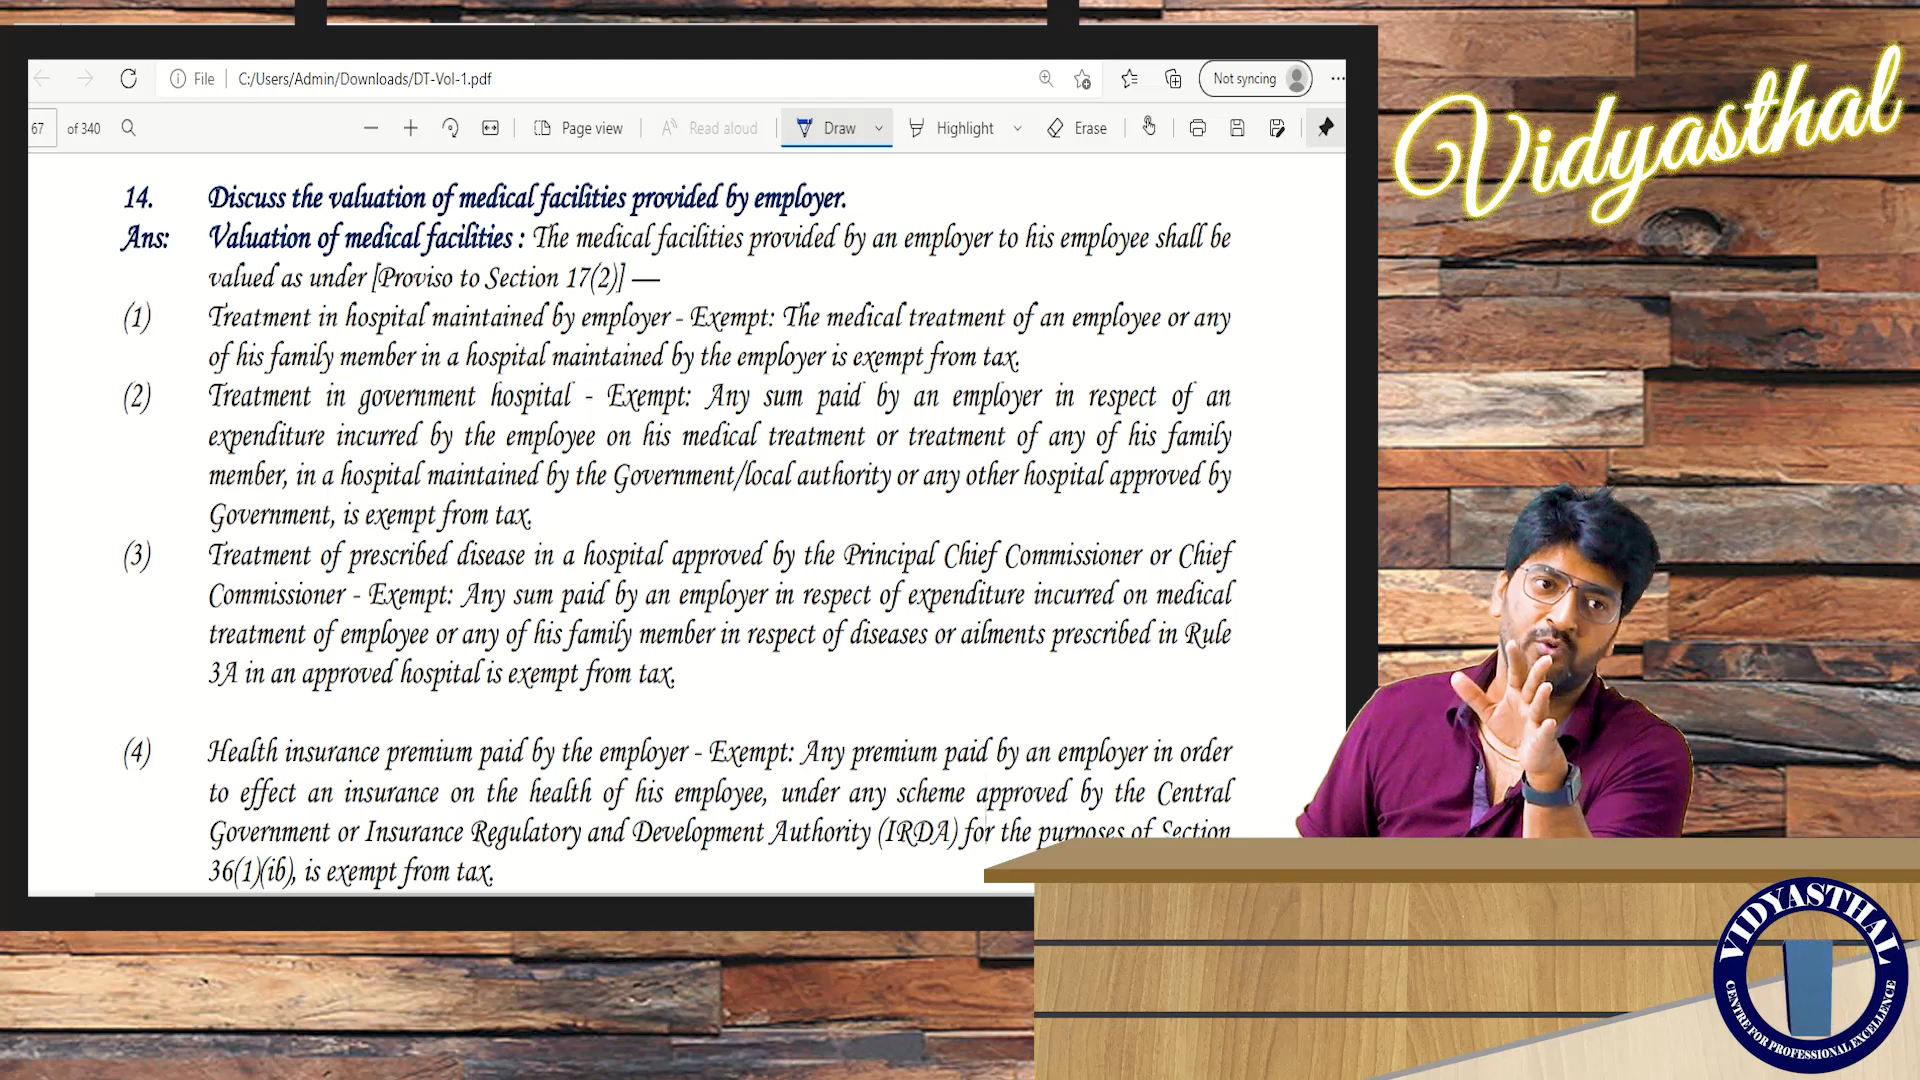 Vidyasthal
File C:/Users/Admin/Downloads/DT-Vol-1.pdf Not syncing
67 of 340 Page view Read aloud Draw Highlight Erase
14. Discuss the valuation of medical facilities provided by employer.
Ans: Valuation of medical facilities : The medical facilities provided by an employer to his employee shall be
valued as under [Proviso to Section 17(2)] —
(1) Treatment in hospital maintained by employer - Exempt: The medical treatment of an employee or any
of his family member in a hospital maintained by the employer is exempt from tax.
(2) Treatment in government hospital - Exempt: Any sum paid by an employer in respect of an
expenditure incurred by the employee on his medical treatment or treatment of any of his family
member, in a hospital maintained by the Government/local authority or any other hospital approved by
Government, is exempt from tax.
(3) Treatment of prescribed disease in a hospital approved by the Principal Chief Commissioner or Chief
Commissioner - Exempt: Any sum paid by an employer in respect of expenditure incurred on medical
treatment of employee or any of his family member in respect of diseases or ailments prescribed in Rule
3A in an approved hospital is exempt from tax.
(4) Health insurance premium paid by the employer - Exempt: Any premium paid by an employer in order
to effect an insurance on the health of his employee, under any scheme approved by the Central
Government or Insurance Regulatory and Development Authority (IRDA) for the purposes of Section
36(1)(ib), is exempt from tax.
VIDYASTHAL
CENTRE FOR PROFESSIONAL EXCELLENCE